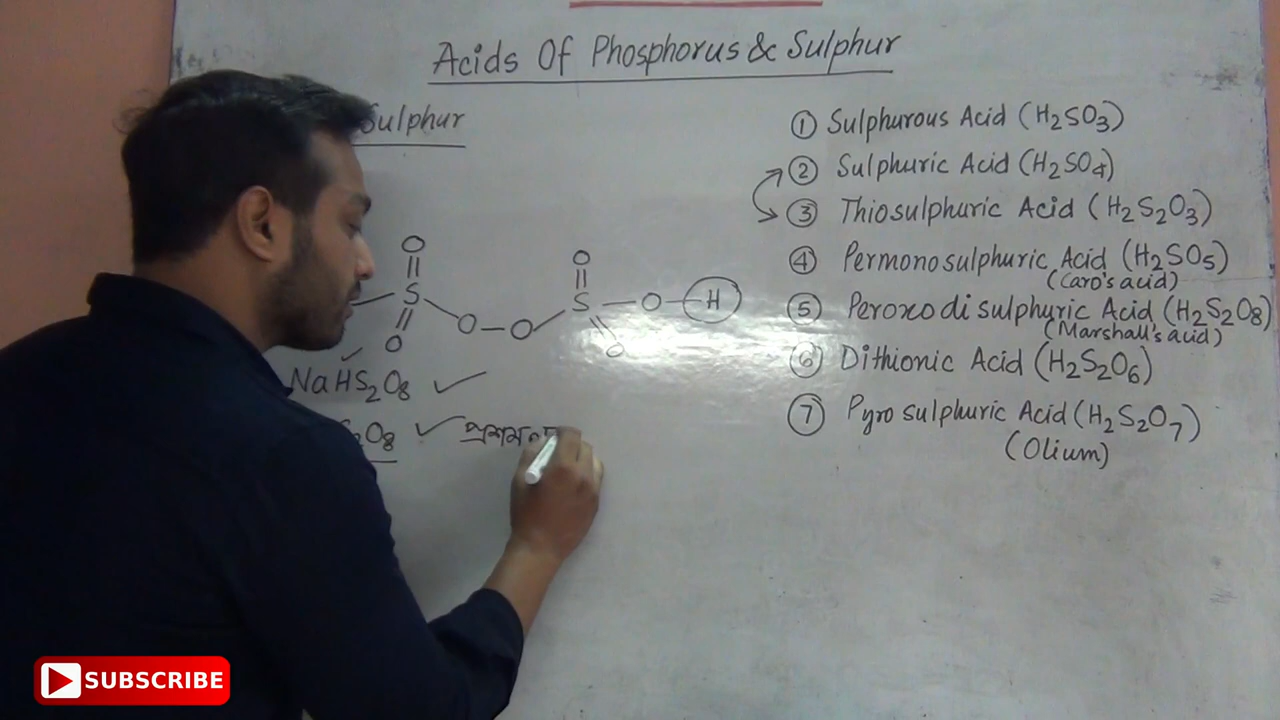 Acids Of Phosphorus & Sulphur
Sulphur
① Sulphurous Acid (H₂SO₃)
② Sulphuric Acid (H₂SO₄)
③ Thiosulphuric Acid (H₂S₂O₃)
④ Permonosulphuric Acid (H₂SO₅)
(Caro's acid)
⑤ Peroxodisulphuric Acid (H₂S₂O₈)
(Marshall's acid)
⑥ Dithionic Acid (H₂S₂O₆)
⑦ Pyrosulphuric Acid (H₂S₂O₇)
(Olium)
O O
S O O S O H
O O
NaHS₂O₈
S₂O₈ প্রশম
SUBSCRIBE